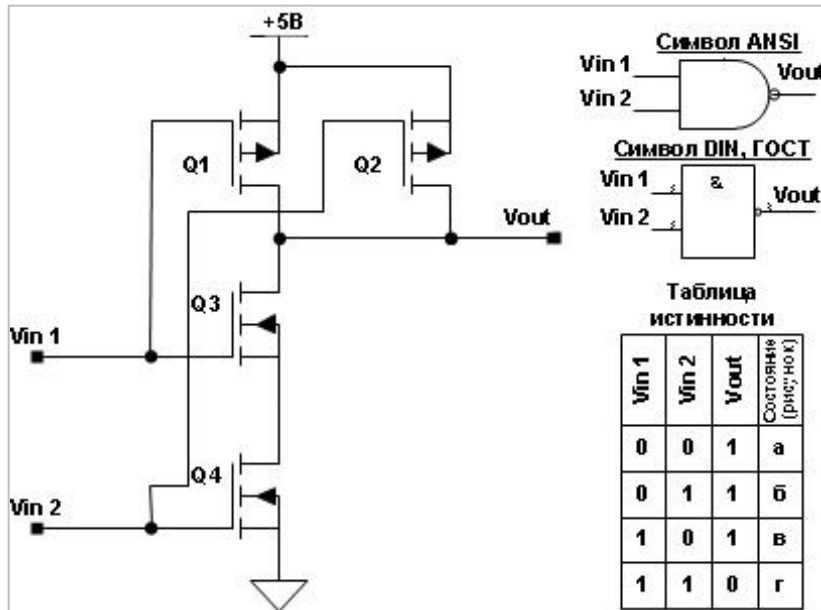 +5В
Символ ANSI
Vin 1
Vout
Vin 2
Q1
Q2
Символ DIN, ГОСТ
Vin 1
&
Vout
Vin 2
Vout
Q3
Vin 1
Q4
Vin 2
Таблица
истинности
Vin 1 Vin 2 Vout Состояние (рисунок)
0 0 1 а
0 1 1 б
1 0 1 в
1 1 0 г